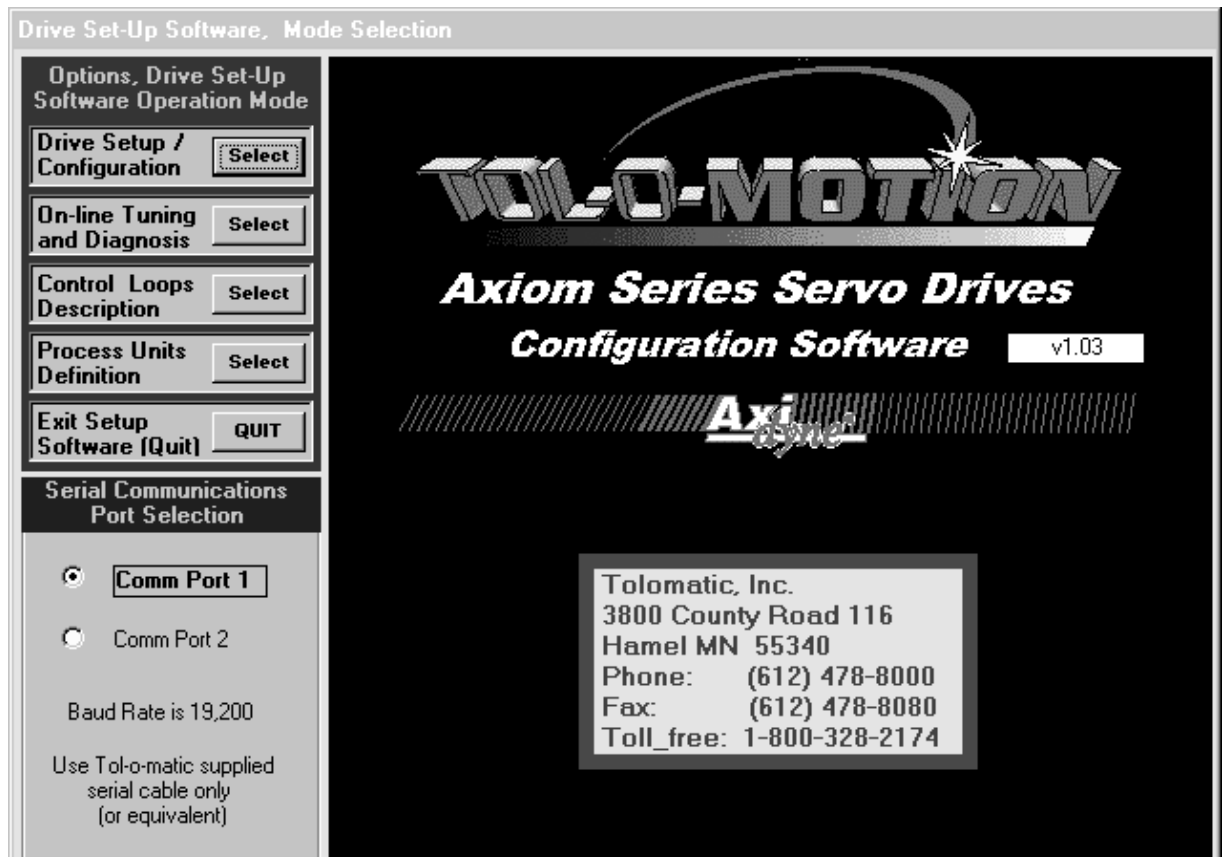 Drive Set-Up Software, Mode Selection
Options, Drive Set-Up
Software Operation Mode
Drive Setup /
Configuration
Select
On-line Tuning
and Diagnosis
Select
Control Loops
Description
Select
Process Units
Definition
Select
Exit Setup
Software (Quit)
QUIT
Serial Communications
Port Selection
Comm Port 1
Comm Port 2
Baud Rate is 19,200
Use Tol-o-matic supplied
serial cable only
(or equivalent)
TOL-O-MOTION
Axiom Series Servo Drives
Configuration Software
v1.03
Axi
dyne
Tolomatic, Inc.
3800 County Road 116
Hamel MN 55340
Phone: (612) 478-8000
Fax: (612) 478-8080
Toll_free: 1-800-328-2174